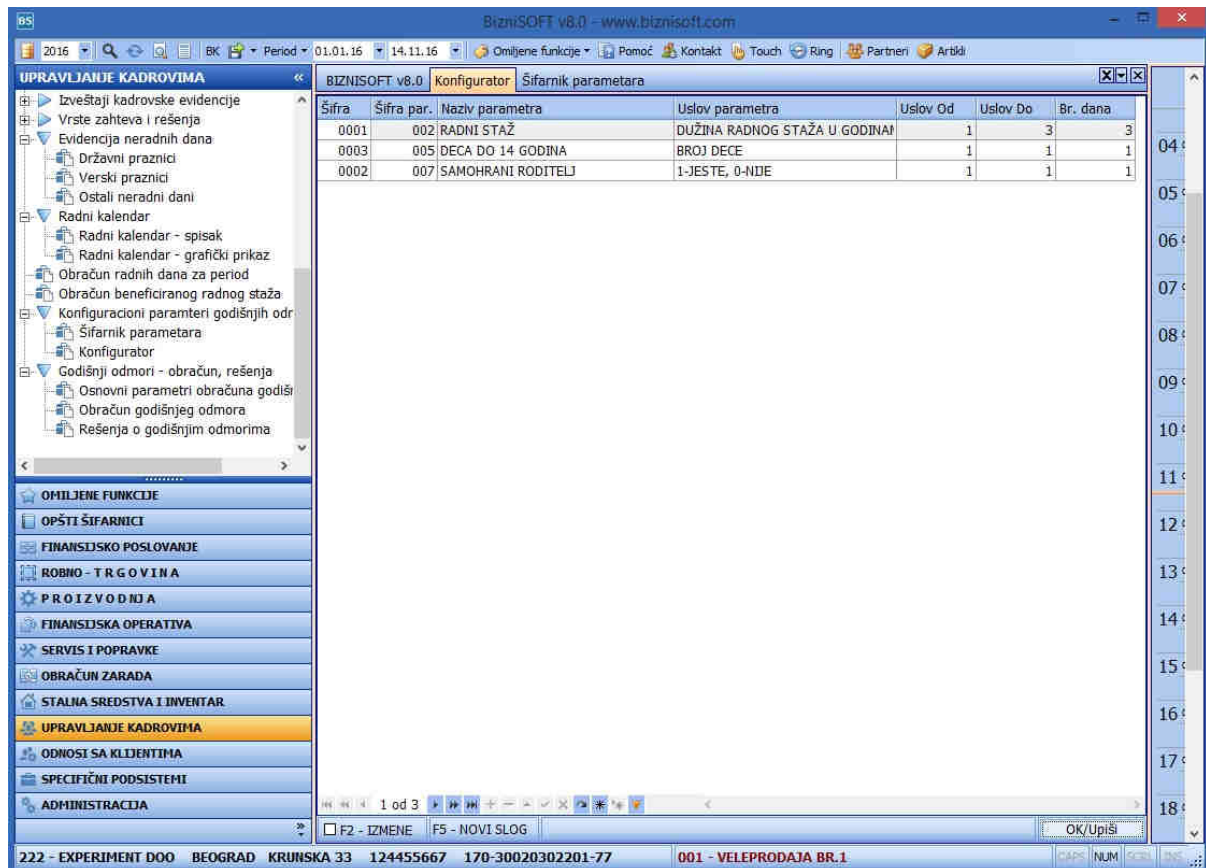 BS BizniSOFT v8.0 - www.biznisoft.com
2016 BK Period 01.01.16 14.11.16 Omiljene funkcije Pomoć Kontakt Touch Ring Partneri Artikli
UPRAVLJANJE KADROVIMA «
Izveštaji kadrovske evidencije
Vrste zahteva i rešenja
Evidencija neradnih dana
Državni praznici
Verski praznici
Ostali neradni dani
Radni kalendar
Radni kalendar - spisak
Radni kalendar - grafički prikaz
Obračun radnih dana za period
Obračun beneficiranog radnog staža
Konfiguracioni paramteri godišnjih odr
Šifarnik parametara
Konfigurator
Godišnji odmori - obračun, rešenja
Osnovni parametri obračuna godišn
Obračun godišnjeg odmora
Rešenja o godišnjim odmorima
OMILJENE FUNKCIJE
OPŠTI ŠIFARNICI
FINANSIJSKO POSLOVANJE
ROBNO - T R G O V I N A
P R O I Z V O D NJ A
FINANSIJSKA OPERATIVA
SERVIS I POPRAVKE
OBRAČUN ZARADA
STALNA SREDSTVA I INVENTAR
UPRAVLJANJE KADROVIMA
ODNOSI SA KLIJENTIMA
SPECIFIČNI PODSISTEMI
ADMINISTRACIJA
BIZNISOFT v8.0 Konfigurator Šifarnik parametara
Šifra Šifra par. Naziv parametra Uslov parametra Uslov Od Uslov Do Br. dana
0001 002 RADNI STAŽ DUŽINA RADNOG STAŽA U GODINAM 1 3 3
0003 005 DECA DO 14 GODINA BROJ DECE 1 1 1
0002 007 SAMOHRANI RODITELJ 1-JESTE, 0-NIJE 1 1 1
1 od 3
F2 - IZMENE F5 - NOVI SLOG OK/Upiši
04
05
06
07
08
09
10
11
12
13
14
15
16
17
18
222 - EXPERIMENT DOO BEOGRAD KRUNSKA 33 124455667 170-30020302201-77 001 - VELEPRODAJA BR.1 CAPS NUM SCRL INS